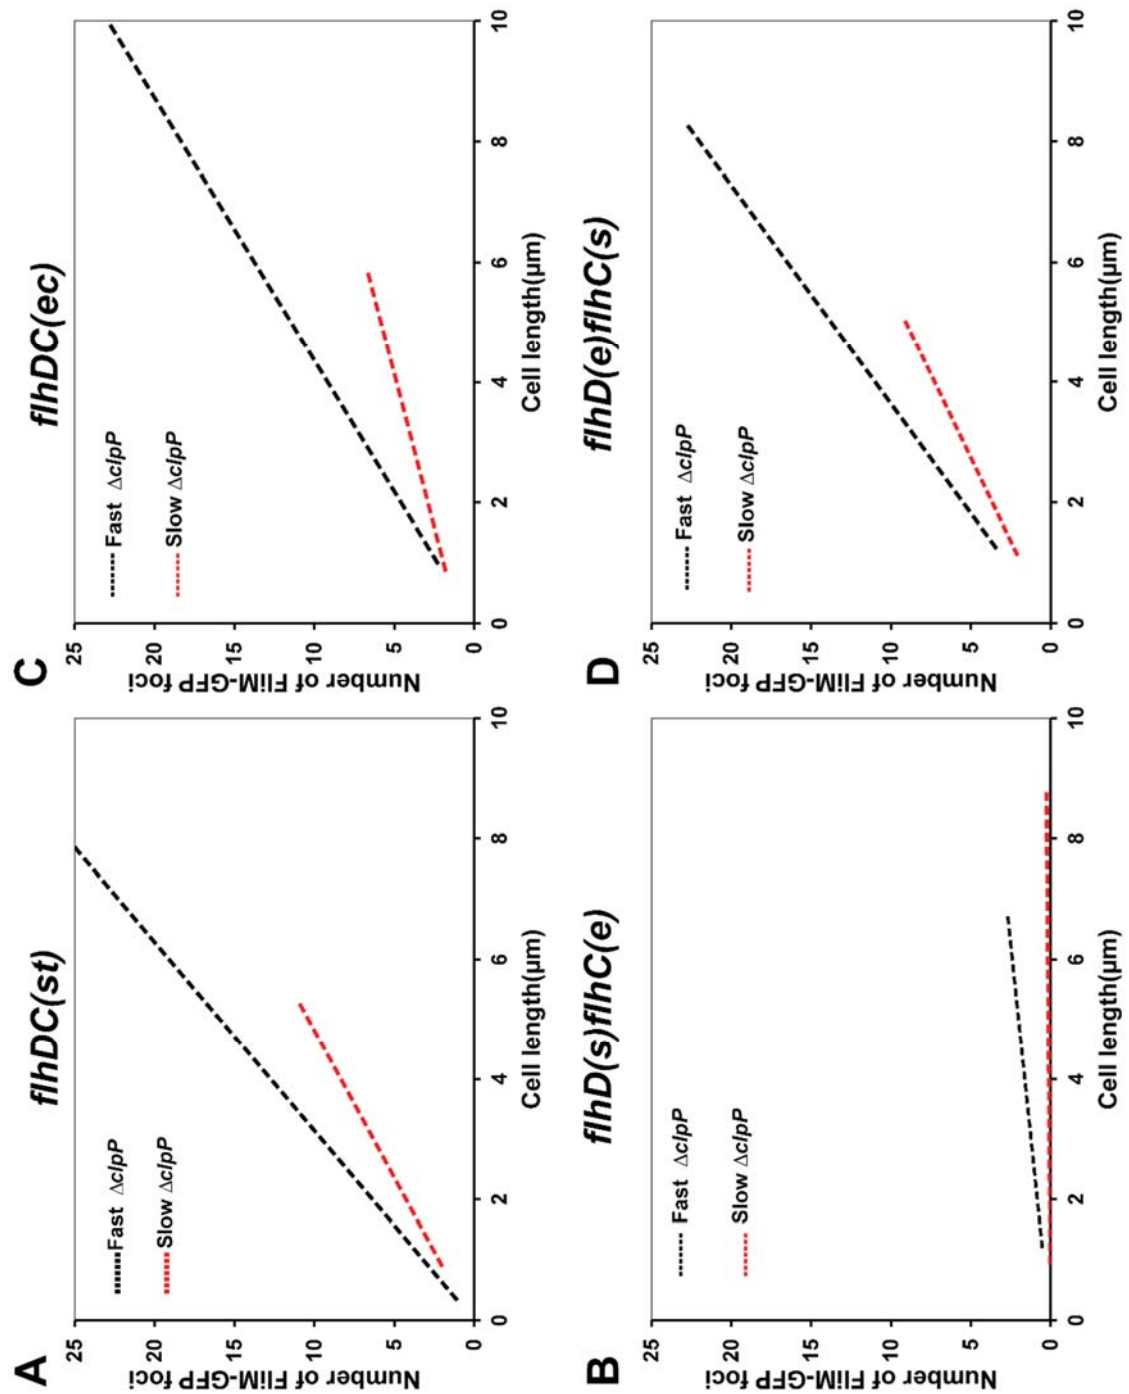 A
flhDC(st)
Number of FliM-GFP foci
25
20
15
10
5
0
Fast ΔclpP
Slow ΔclpP
0
2
4
6
8
10
Cell length(μm)
C
flhDC(ec)
Number of FliM-GFP foci
25
20
15
10
5
0
Fast ΔclpP
Slow ΔclpP
0
2
4
6
8
10
Cell length(μm)
B
flhD(s)flhC(e)
Number of FliM-GFP foci
25
20
15
10
5
0
Fast ΔclpP
Slow ΔclpP
0
2
4
6
8
10
Cell length(μm)
D
flhD(e)flhC(s)
Number of FliM-GFP foci
25
20
15
10
5
0
Fast ΔclpP
Slow ΔclpP
0
2
4
6
8
10
Cell length(μm)